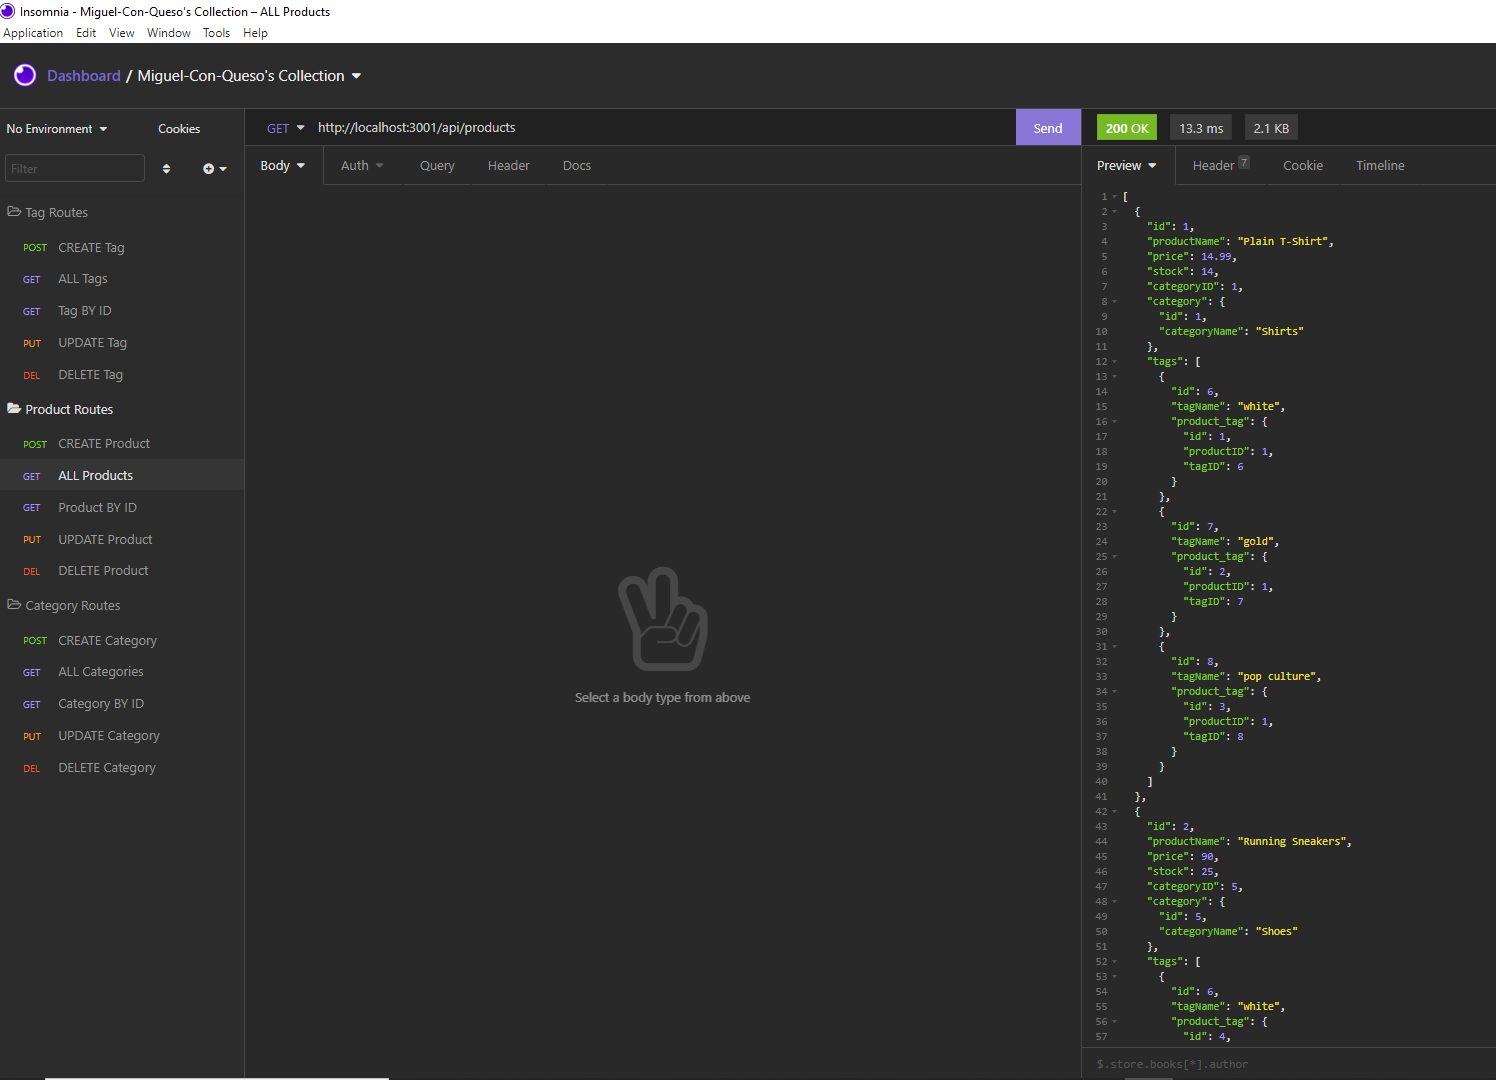 Insomnia - Miguel-Con-Queso's Collection – ALL Products
Application Edit View Window Tools Help
Dashboard / Miguel-Con-Queso's Collection
No Environment Cookies
Filter
Tag Routes
POST CREATE Tag
GET ALL Tags
GET Tag BY ID
PUT UPDATE Tag
DEL DELETE Tag
Product Routes
POST CREATE Product
GET ALL Products
GET Product BY ID
PUT UPDATE Product
DEL DELETE Product
Category Routes
POST CREATE Category
GET ALL Categories
GET Category BY ID
PUT UPDATE Category
DEL DELETE Category
GET http://localhost:3001/api/products Send
Body Auth Query Header Docs
Select a body type from above
200 OK 13.3 ms 2.1 KB
Preview Header 7 Cookie Timeline
1 [
2 {
3 "id": 1,
4 "productName": "Plain T-Shirt",
5 "price": 14.99,
6 "stock": 14,
7 "categoryID": 1,
8 "category": {
9 "id": 1,
10 "categoryName": "Shirts"
11 },
12 "tags": [
13 {
14 "id": 6,
15 "tagName": "white",
16 "product_tag": {
17 "id": 1,
18 "productID": 1,
19 "tagID": 6
20 }
21 },
22 {
23 "id": 7,
24 "tagName": "gold",
25 "product_tag": {
26 "id": 2,
27 "productID": 1,
28 "tagID": 7
29 }
30 },
31 {
32 "id": 8,
33 "tagName": "pop culture",
34 "product_tag": {
35 "id": 3,
36 "productID": 1,
37 "tagID": 8
38 }
39 }
40 ]
41 },
42 {
43 "id": 2,
44 "productName": "Running Sneakers",
45 "price": 90,
46 "stock": 25,
47 "categoryID": 5,
48 "category": {
49 "id": 5,
50 "categoryName": "Shoes"
51 },
52 "tags": [
53 {
54 "id": 6,
55 "tagName": "white",
56 "product_tag": {
57 "id": 4,
$.store.books[*].author